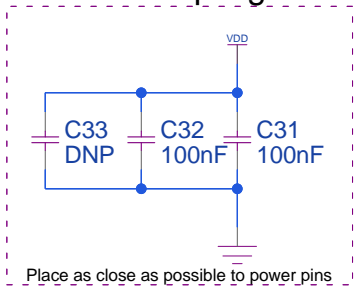 VDD
C33 C32 C31
DNP 100nF 100nF
Place as close as possible to power pins